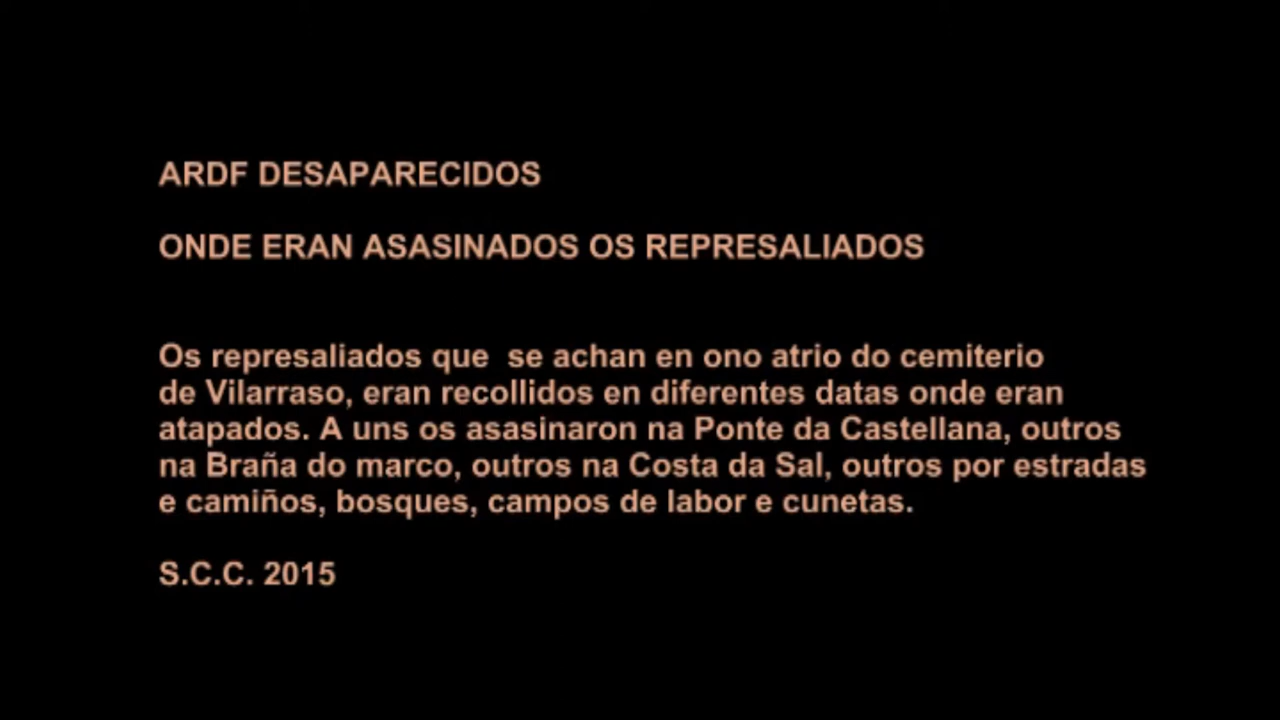 ARDF DESAPARECIDOS
ONDE ERAN ASASINADOS OS REPRESALIADOS
Os represaliados que  se achan en ono atrio do cemiterio
de Vilarraso, eran recollidos en diferentes datas onde eran
atapados. A uns os asasinaron na Ponte da Castellana, outros
na Braña do marco, outros na Costa da Sal, outros por estradas
e camiños, bosques, campos de labor e cunetas.
S.C.C. 2015